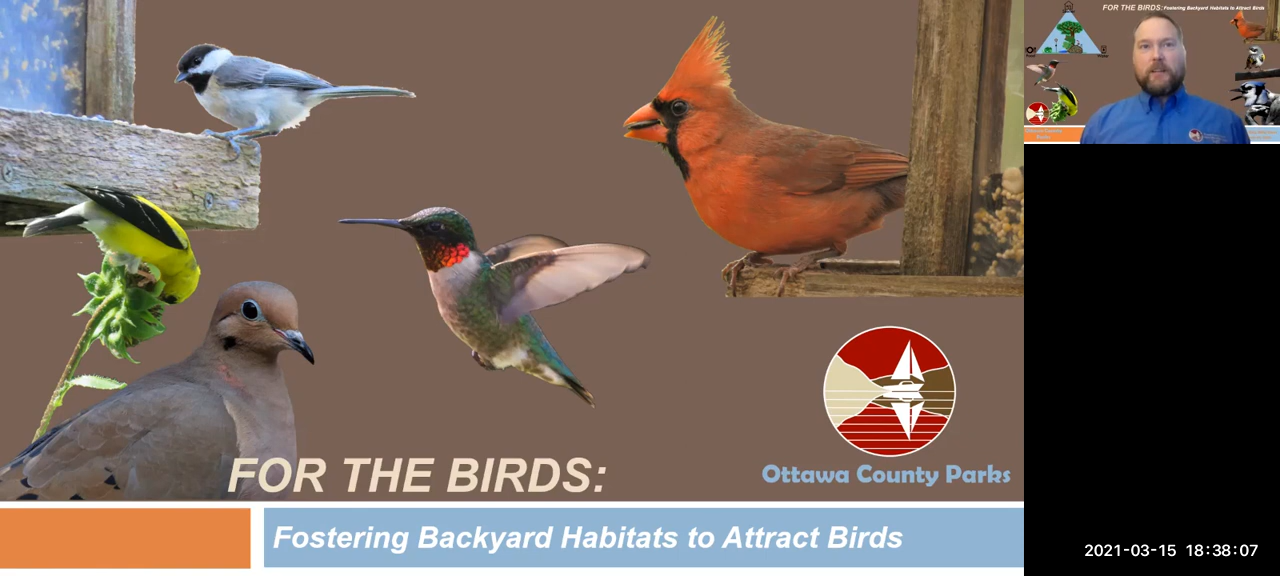 FOR THE BIRDS:
Fostering Backyard Habitats to Attract Birds
Ottawa County Parks
FOR THE BIRDS: Fostering Backyard Habitats to Attract Birds
2021-03-15 18:38:07